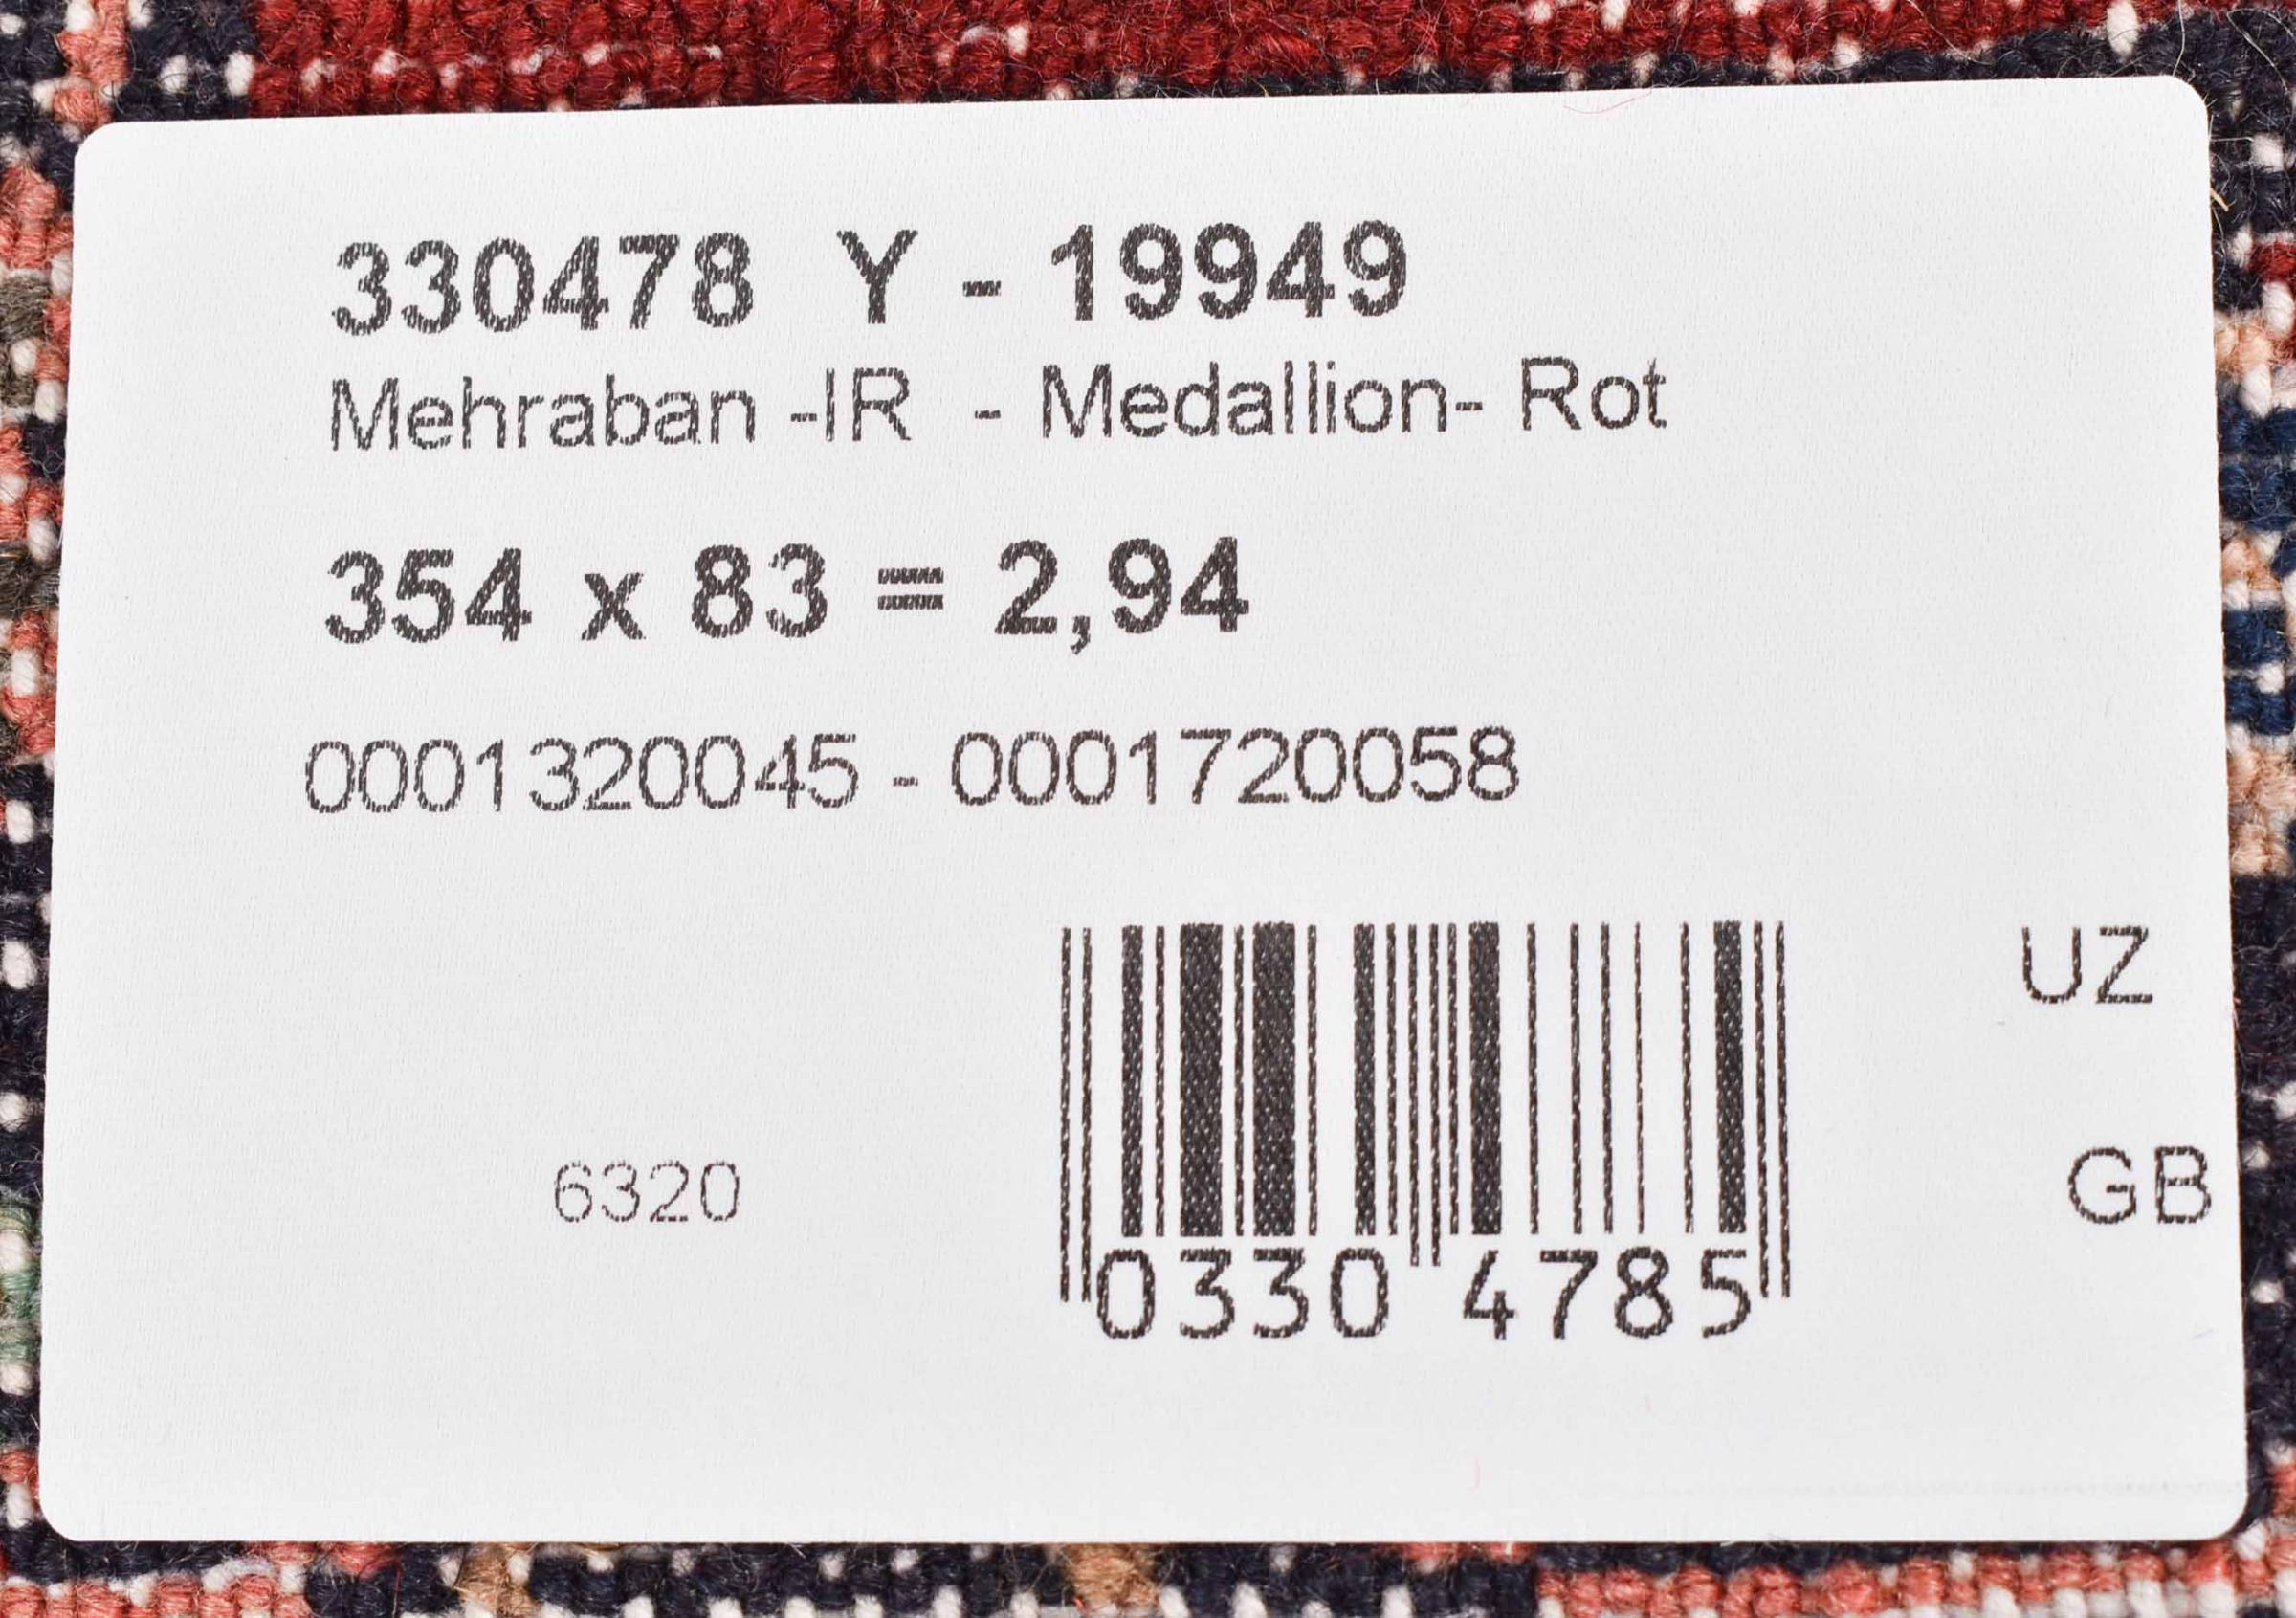 330478 Y - 19949
Mehraban -IR - Medallion- Rot
354 x 83 = 2,94
0001320045 - 0001720058
UZ
6320
GB
0330 4785